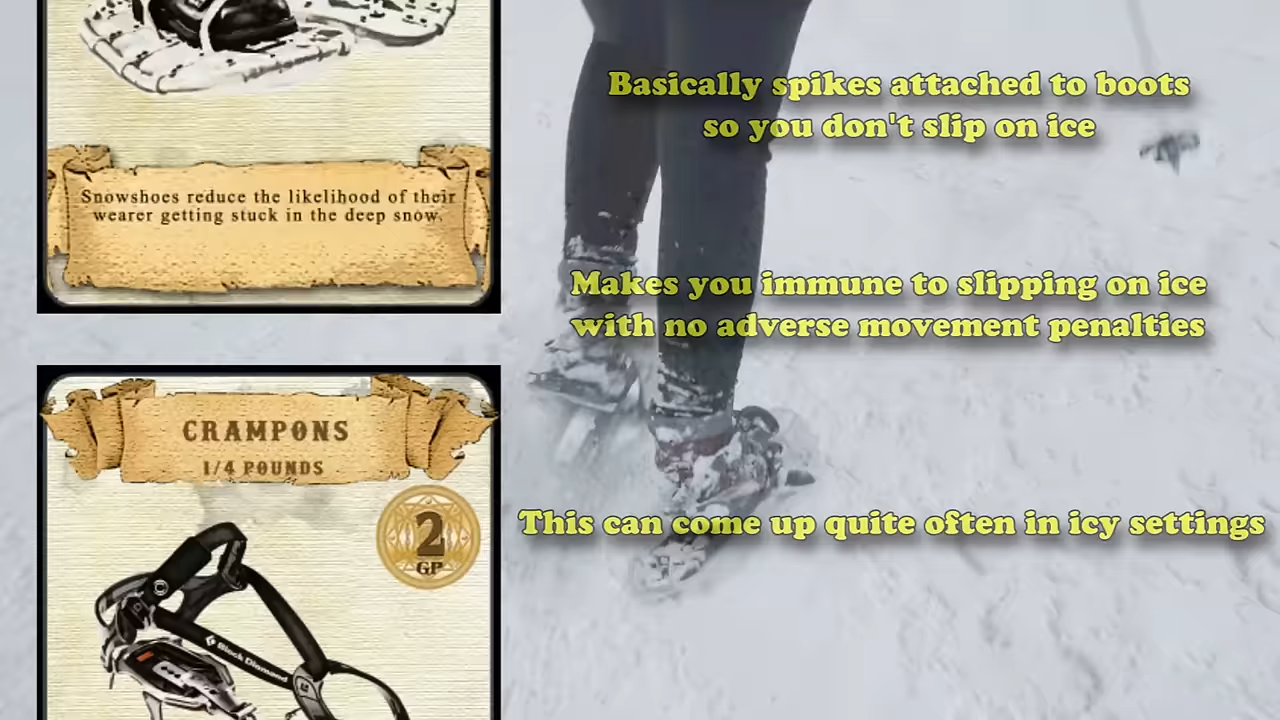 Snowshoes reduce the likelihood of their
wearer getting stuck in the deep snow.
CRAMPONS
1/4 POUNDS
2
GP
Black Diamond
Basically spikes attached to boots
so you don't slip on ice
Makes you immune to slipping on ice
with no adverse movement penalties
This can come up quite often in icy settings